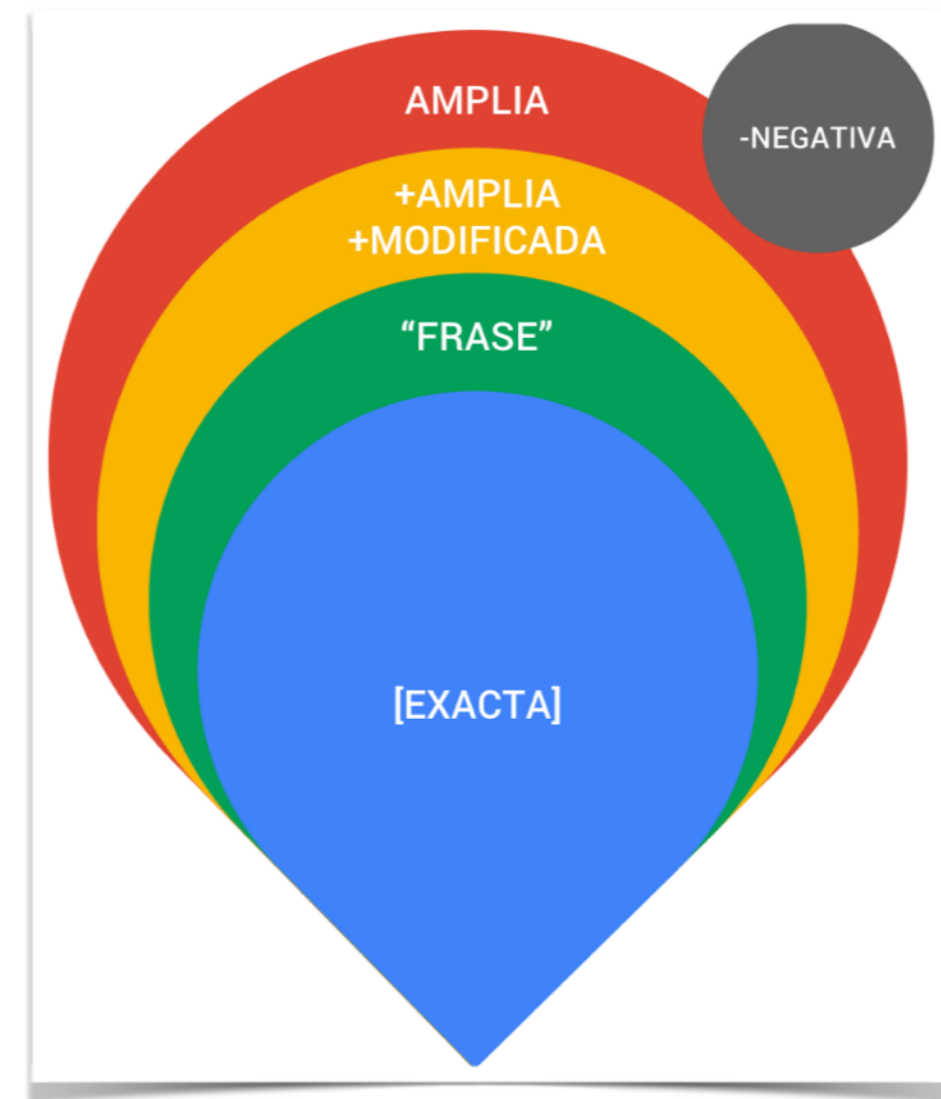 AMPLIA
-NEGATIVA
+AMPLIA
+MODIFICADA
“FRASE”
[EXACTA]